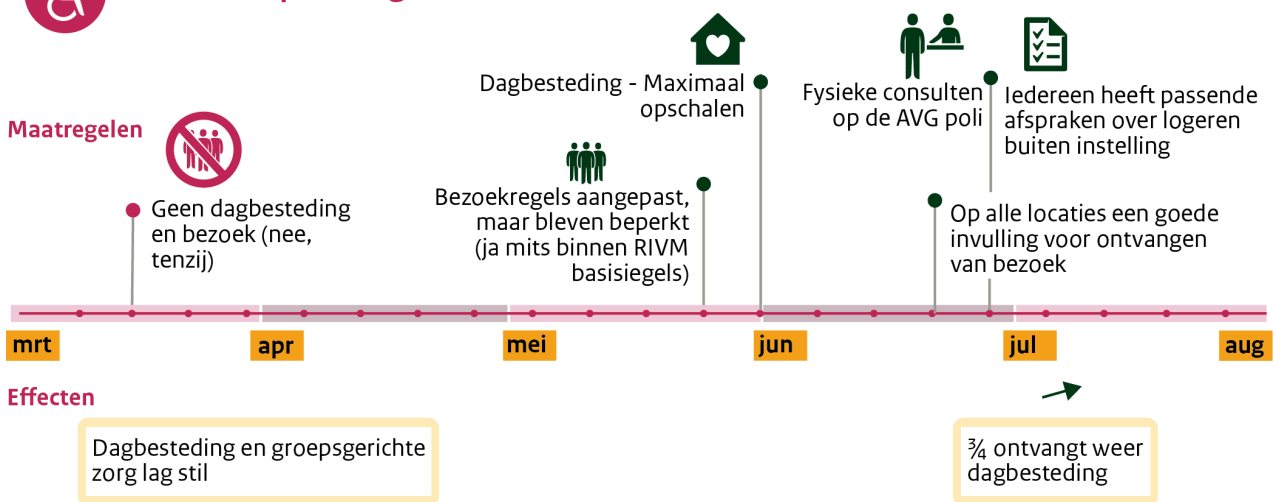 Maatregelen
Geen dagbesteding
en bezoek (nee,
tenzij)
Bezoekregels aangepast,
maar bleven beperkt
(ja mits binnen RIVM
basisiegels)
Dagbesteding - Maximaal
opschalen
Fysieke consulten
op de AVG poli
Iedereen heeft passende
afspraken over logeren
buiten instelling
Op alle locaties een goede
invulling voor ontvangen
van bezoek
mrt
apr
mei
jun
jul
aug
Effecten
Dagbesteding en groepsgerichte
zorg lag stil
¾ ontvangt weer
dagbesteding